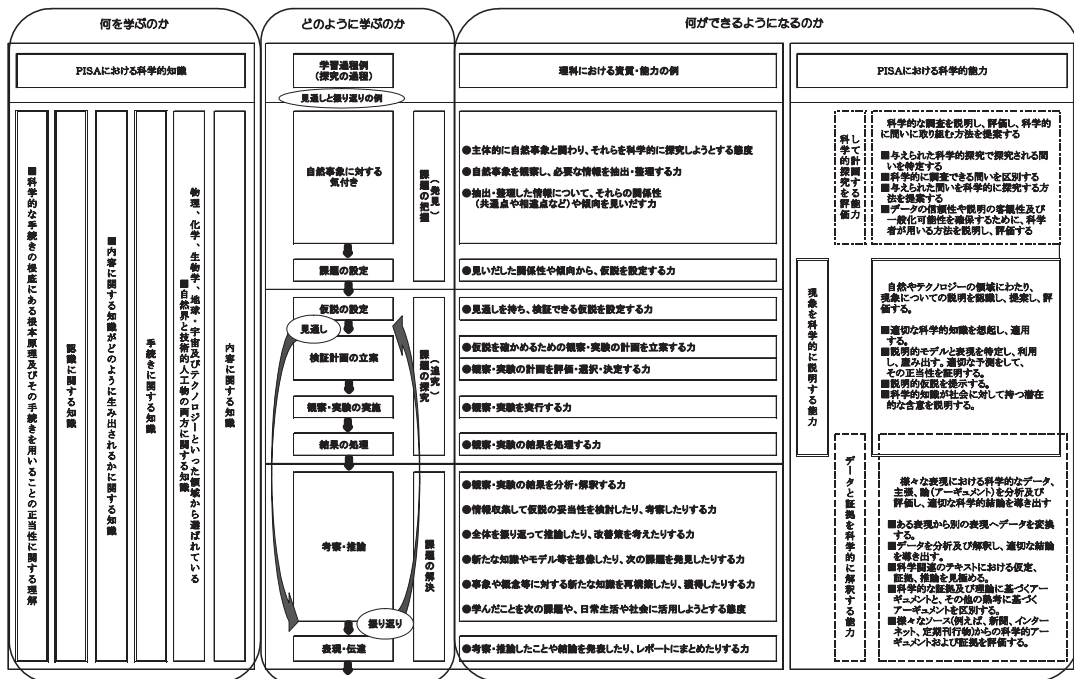 何を学ぶのか
どのように学ぶのか
何ができるようになるのか
PISAにおける科学的知識
学習過程例
(探究の過程)
理科における資質・能力の例
PISAにおける科学的能力
見通しと振り返りの例
■科学的な手続きの根底にある根本原理及びその手続きを用いることの正当性に関する理解
認識に関する知識
■内容に関する知識がどのように生み出されるかに関する知識
手続きに関する知識
物理、化学、生物学、地球・宇宙及びテクノロジーといった領域から選ばれている
■自然界と技術的人工物の両方に関する知識
内容に関する知識
自然事象に対する
気付き
課題の設定
仮説の設定
見通し
検証計画の立案
観察・実験の実施
結果の処理
考察・推論
振り返り
表現・伝達
課題の把握
(発見)
課題の探究
(追究)
課題の解決
●主体的に自然事象と関わり、それらを科学的に探究しようとする態度
●自然事象を観察し、必要な情報を抽出・整理する力
●抽出・整理した情報について、それらの関係性
(共通点や相違点など)や傾向を見いだす力
●見いだした関係性や傾向から、仮説を設定する力
●見通しを持ち、検証できる仮説を設定する力
●仮説を確かめるための観察・実験の計画を立案する力
●観察・実験の計画を評価・選択・決定する力
●観察・実験を実行する力
●観察・実験の結果を処理する力
●観察・実験の結果を分析・解釈する力
●情報収集して仮説の妥当性を検討したり、考察したりする力
●全体を振り返って推論したり、改善策を考えたりする力
●新たな知識やモデル等を想像したり、次の課題を発見したりする力
●事象や概念等に対する新たな知識を再構築したり、獲得したりする力
●学んだことを次の課題や、日常生活や社会に活用しようとする態度
●考察・推論したことや結論を発表したり、レポートにまとめたりする力
科学的探究を評価
して計画する能力
科学的な調査を説明し、評価し、科学的
に問いに取り組む方法を提案する
■与えられた科学的探究で探究される問
いを特定する
■科学的に調査できる問いを区別する
■与えられた問いを科学的に探究する方
法を提案する
■データの信頼性や説明の客観性及び
一般化可能性を確保するために、科学
者が用いる方法を説明し、評価する
現象を科学的に説明する能力
自然やテクノロジーの領域にわたり、
現象についての説明を認識し、提案し、評
価する。
■適切な科学的知識を想起し、適用
する。
■説明的モデルと表現を特定し、利用
し、産み出す。適切な予測をして、
その正当性を証明する。
■説明的仮説を提示する。
■科学的知識が社会に対して持つ潜在
的な含意を説明する。
データと証拠を科学的に解釈する能力
様々な表現における科学的なデータ、
主張、論(アーギュメント)を分析及び
評価し、適切な科学的結論を導き出す
■ある表現から別の表現へデータを変換
する。
■データを分析及び解釈し、適切な結論
を導き出す。
■科学関連のテキストにおける仮定、
証拠、推論を見極める。
■科学的な証拠及び理論に基づくアー
ギュメントと、その他の熟考に基づく
アーギュメントを区別する。
■様々なソース(例えば、新聞、インター
ネット、定期刊行物)からの科学的アー
ギュメントおよび証拠を評価する。